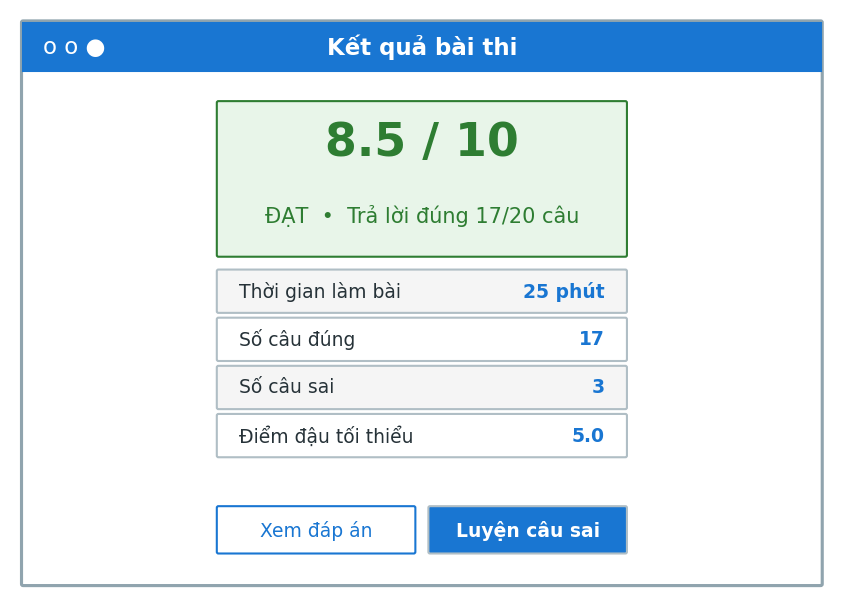 Kết quả bài thi
8.5 / 10
ĐẠT • Trả lời đúng 17/20 câu
Thời gian làm bài 25 phút
Số câu đúng 17
Số câu sai 3
Điểm đậu tối thiểu 5.0
Xem đáp án Luyện câu sai